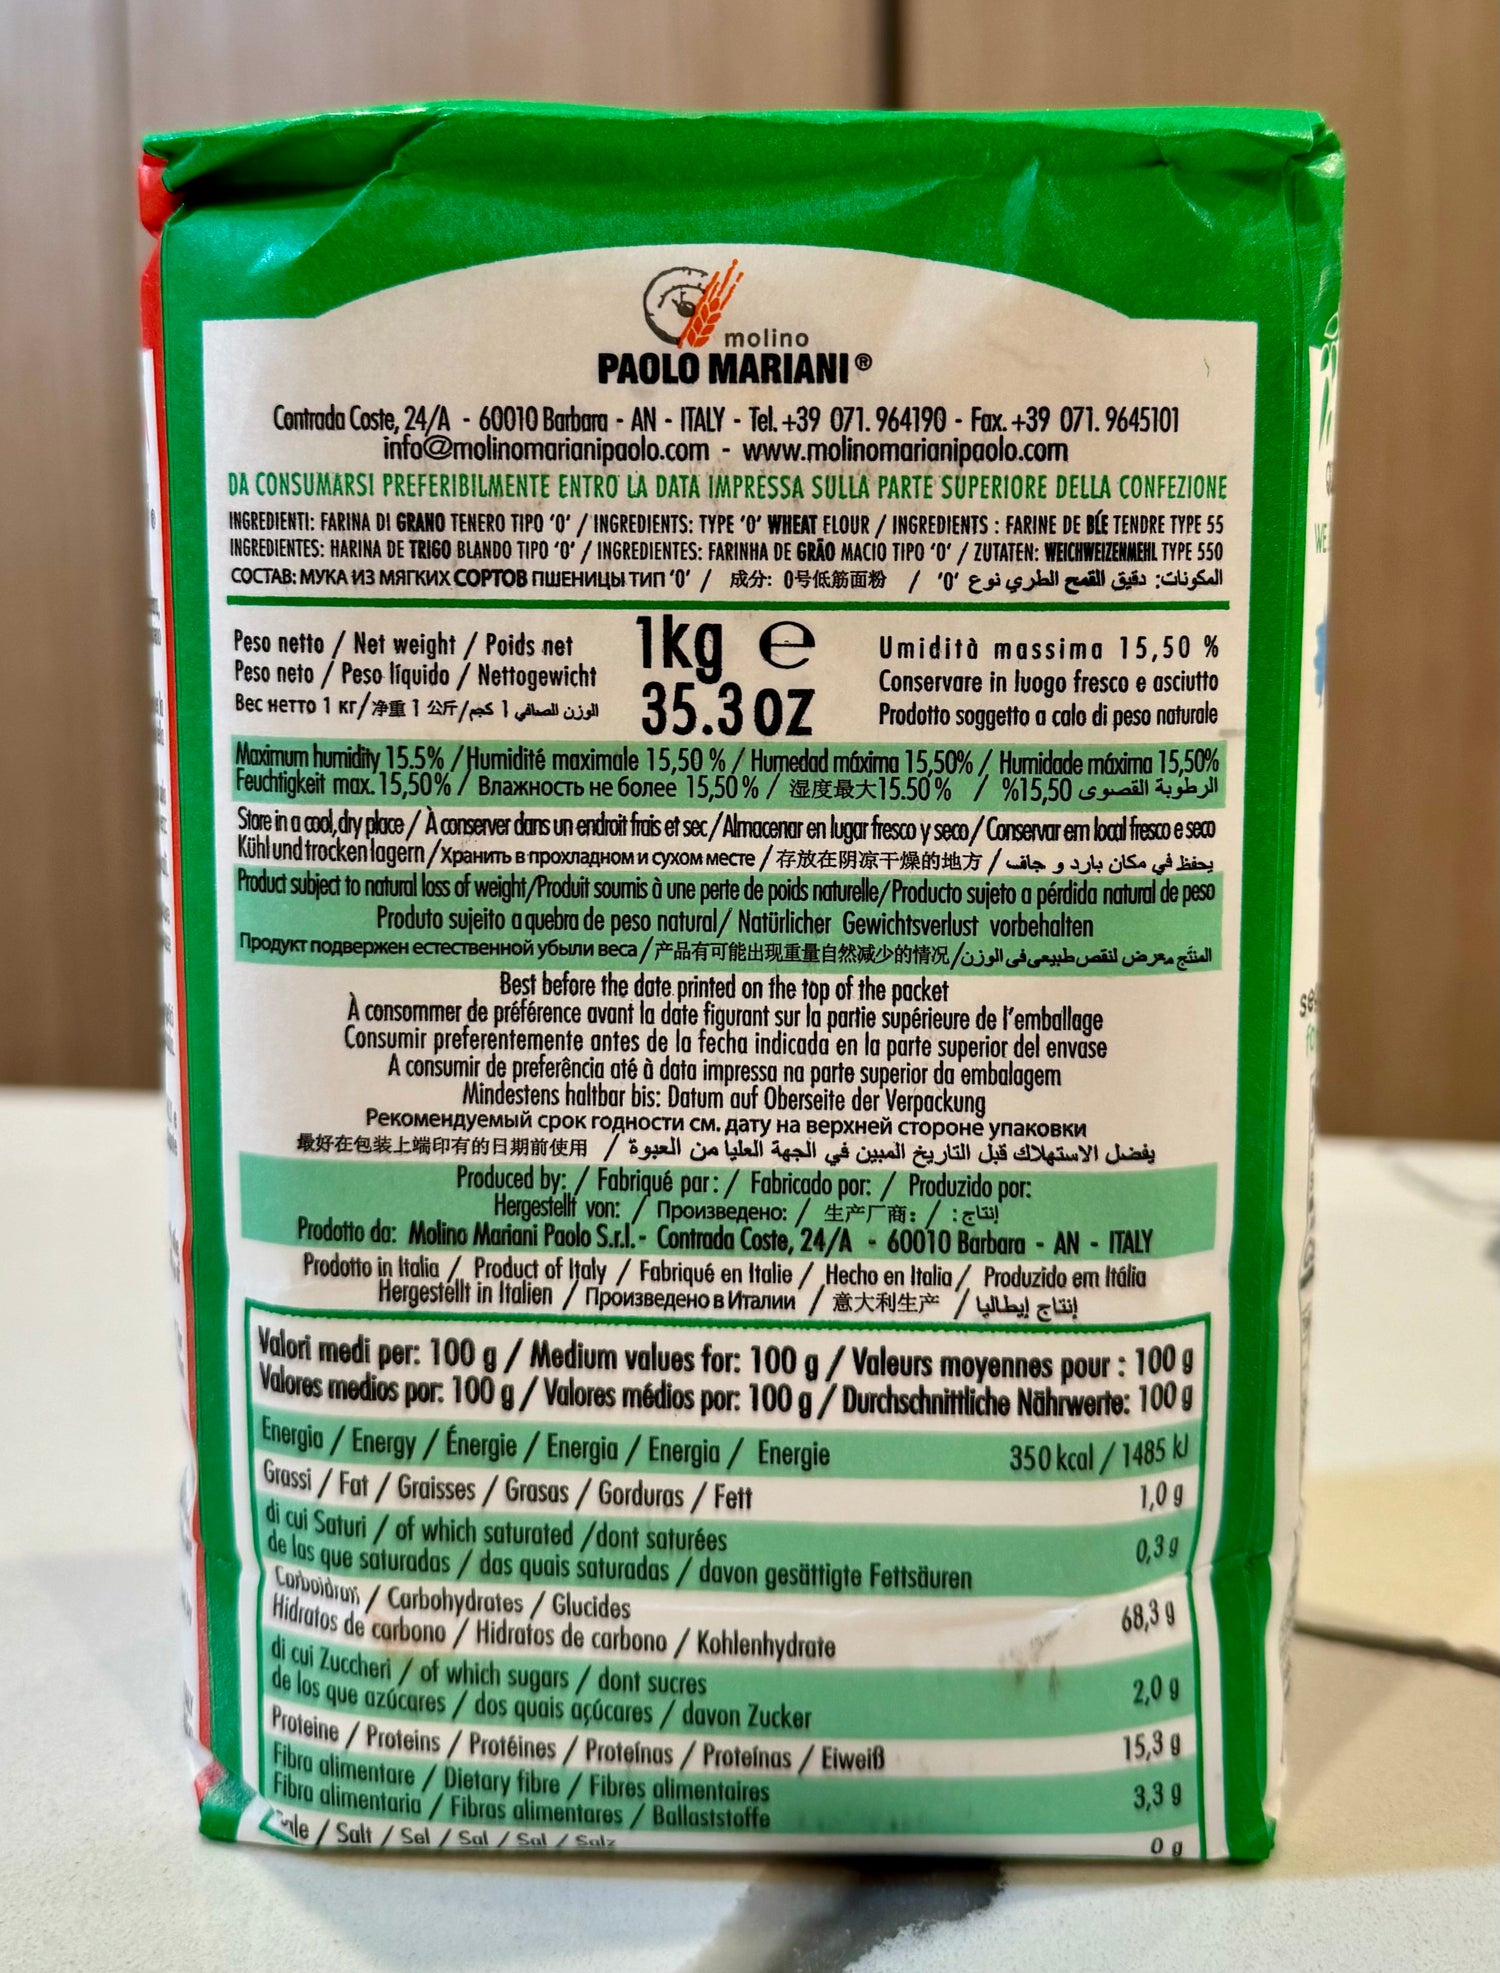 molino
PAOLO MARIANI®
Contrada Coste, 24/A - 60010 Barbara - AN - ITALY - Tel. +39 071. 964190 - Fax. +39 071. 9645101
info@molinomarianipaolo.com - www.molinomarianipaolo.com
DA CONSUMARSI PREFERIBILMENTE ENTRO LA DATA IMPRESSA SULLA PARTE SUPERIORE DELLA CONFEZIONE
INGREDIENTI: FARINA DI GRANO TENERO TIPO '0' / INGREDIENTS: TYPE '0' WHEAT FLOUR / INGREDIENTS : FARINE DE BLÉ TENDRE TYPE 55
INGREDIENTES: HARINA DE TRIGO BLANDO TIPO '0' / INGREDIENTES: FARINHA DE GRÃO MACIO TIPO '0' / ZUTATEN: WEICHWEIZENMEHL TYPE 550
СОСТАВ: МУКА ИЗ МЯГКИХ СОРТОВ ПШЕНИЦЫ ТИП '0' / 成分: 0号低筋面粉 / المكونات: دقيق القمح الطري نوع '0'
Peso netto / Net weight / Poids net
Peso neto / Peso líquido / Nettogewicht
Вес нетто 1 кг/净重 1 公斤/الوزن الصافي 1 كجم
1kg e
35.3 OZ
Umidità massima 15,50 %
Conservare in luogo fresco e asciutto
Prodotto soggetto a calo di peso naturale
Maximum humidity 15.5% / Humidité maximale 15,50 % / Humedad máxima 15,50% / Humidade máxima 15,50%
Feuchtigkeit max. 15,50% / Влажность не более 15,50 % / 湿度最大15.50 % / الرطوبة القصوى 15,50%
Store in a cool, dry place / À conserver dans un endroit frais et sec / Almacenar en lugar fresco y seco / Conservar em local fresco e seco
Kühl und trocken lagern / Хранить в прохладном и сухом месте / 存放在阴凉干燥的地方 / يحفظ في مكان بارد و جاف
Product subject to natural loss of weight/Produit soumis à une perte de poids naturelle/Producto sujeto a pérdida natural de peso
Produto sujeito a quebra de peso natural/ Natürlicher Gewichtsverlust vorbehalten
Продукт подвержен естественной убыли веса / 产品有可能出现重量自然减少的情况/المنتج معرض لنقص طبيعي في الوزن
Best before the date printed on the top of the packet
À consommer de préférence avant la date figurant sur la partie supérieure de l'emballage
Consumir preferentemente antes de la fecha indicada en la parte superior del envase
A consumir de preferência até à data impressa na parte superior da embalagem
Mindestens haltbar bis: Datum auf Oberseite der Verpackung
Рекомендуемый срок годности см. дату на верхней стороне упаковки
最好在包装上端印有的日期前使用 / يفضل الاستهلاك قبل التاريخ المبين في الجهة العليا من العبوة
Produced by: / Fabriqué par: / Fabricado por: / Produzido por:
Hergestellt von: / Произведено: / 生产厂商: / إنتاج:
Prodotto da: Molino Mariani Paolo S.r.l. - Contrada Coste, 24/A - 60010 Barbara - AN - ITALY
Prodotto in Italia / Product of Italy / Fabriqué en Italie / Hecho en Italia / Produzido em Itália
Hergestellt in Italien / Произведено в Италии / 意大利生产 / إنتاج إيطاليا
Valori medi per: 100 g / Medium values for: 100 g / Valeurs moyennes pour : 100 g
Valores medios por: 100 g / Valores médios por: 100 g / Durchschnittliche Nährwerte: 100 g
Energia / Energy / Énergie / Energia / Energia / Energie 350 kcal / 1485 kJ
Grassi / Fat / Graisses / Grasas / Gorduras / Fett 1,0 g
di cui Saturi / of which saturated / dont saturées
de las que saturadas / das quais saturadas / davon gesättigte Fettsäuren 0,3 g
Carboidrati / Carbohydrates / Glucides
Hidratos de carbono / Hidratos de carbono / Kohlenhydrate 68,3 g
di cui Zuccheri / of which sugars / dont sucres
de los que azúcares / dos quais açúcares / davon Zucker 2,0 g
Proteine / Proteins / Protéines / Proteínas / Proteínas / Eiweiß 15,3 g
Fibra alimentare / Dietary fibre / Fibres alimentaires
Fibra alimentaria / Fibras alimentares / Ballaststoffe 3,3 g
Sale / Salt / Sel / Sal / Sal / Salz 0 g